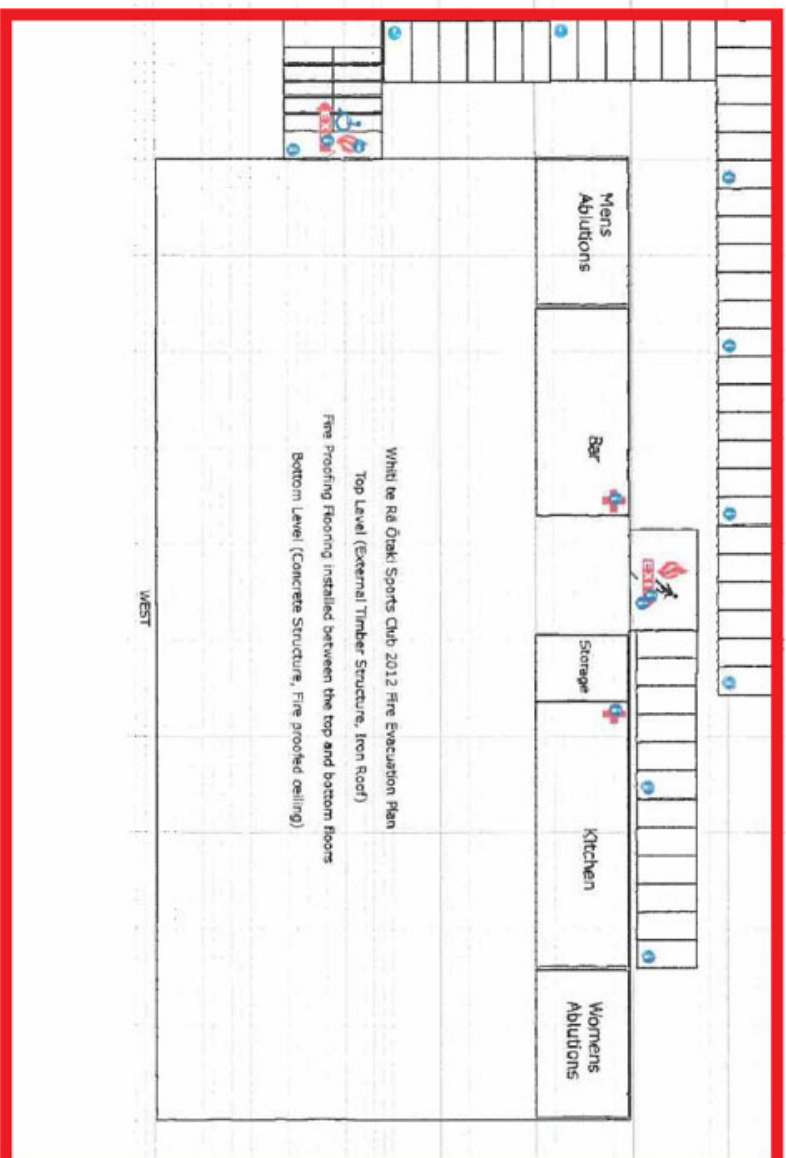 Mens
Ablutions
Bar
Storage
Kitchen
Womens
Ablutions
EXIT
Whiti te Rā Ōtaki Sports Club 2012 Fire Evacuation Plan
Top Level (External Timber Structure, Iron Roof)
Fire Proofing Flooring installed between the top and bottom floors
Bottom Level (Concrete Structure, Fire proofed ceiling)
WEST